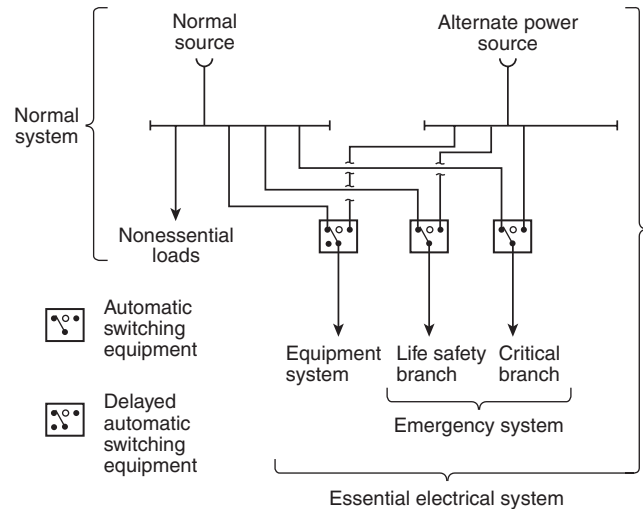 Normal
source
Alternate power
source
Normal
system
Nonessential
loads
Automatic
switching
equipment
Equipment
system
Life safety
branch
Critical
branch
Delayed
automatic
switching
equipment
Emergency system
Essential electrical system